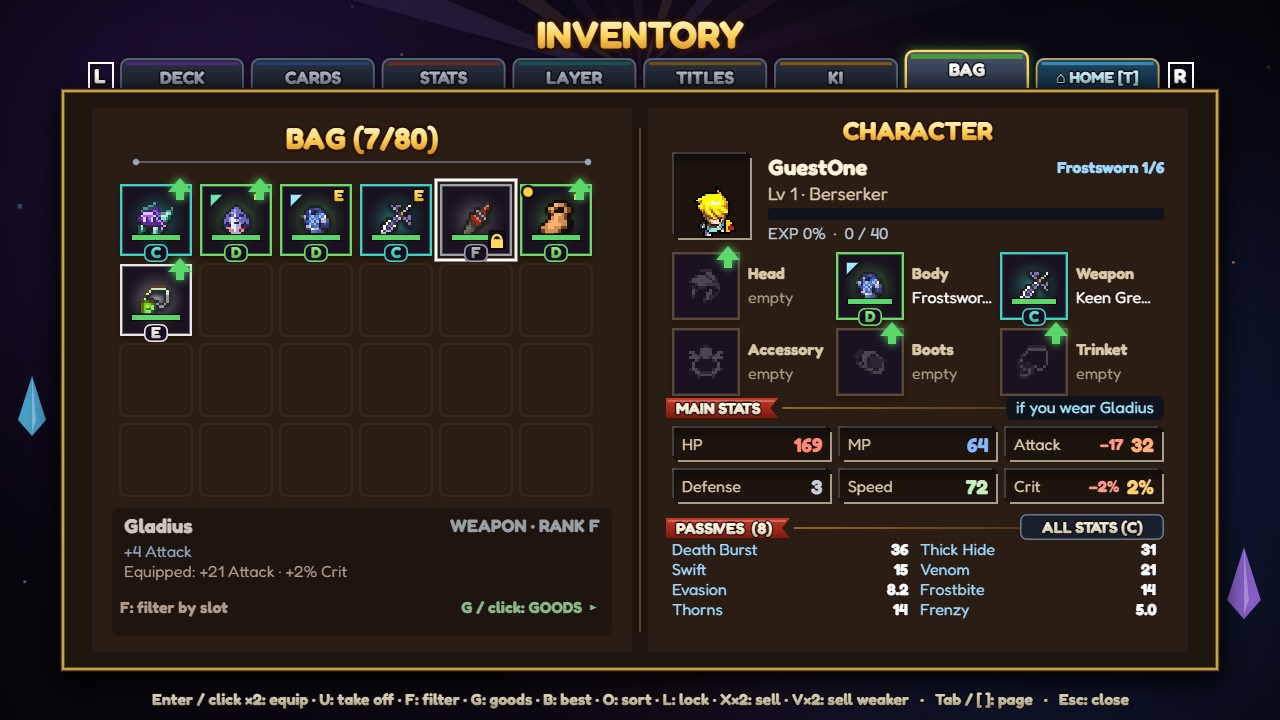 INVENTORY
L
DECK
CARDS
STATS
LAYER
TITLES
KI
BAG
⌂ HOME [T]
R
BAG (7/80)
C
D
E
D
E
C
F
D
E
Gladius
WEAPON · RANK F
+4 Attack
Equipped: +21 Attack · +2% Crit
F: filter by slot
G / click: GOODS ►
CHARACTER
GuestOne
Frostsworn 1/6
Lv 1 · Berserker
EXP 0% · 0 / 40
Head
empty
D
Body
Frostswor...
C
Weapon
Keen Gre...
Accessory
empty
Boots
empty
Trinket
empty
MAIN STATS
if you wear Gladius
HP 169
MP 64
Attack -17 32
Defense 3
Speed 72
Crit -2% 2%
PASSIVES (8)
ALL STATS (C)
Death Burst 36
Thick Hide 31
Swift 15
Venom 21
Evasion 8.2
Frostbite 14
Thorns 14
Frenzy 5.0
Enter / click x2: equip · U: take off · F: filter · G: goods · B: best · O: sort · L: lock · Xx2: sell · Vx2: sell weaker · Tab / [ ]: page · Esc: close